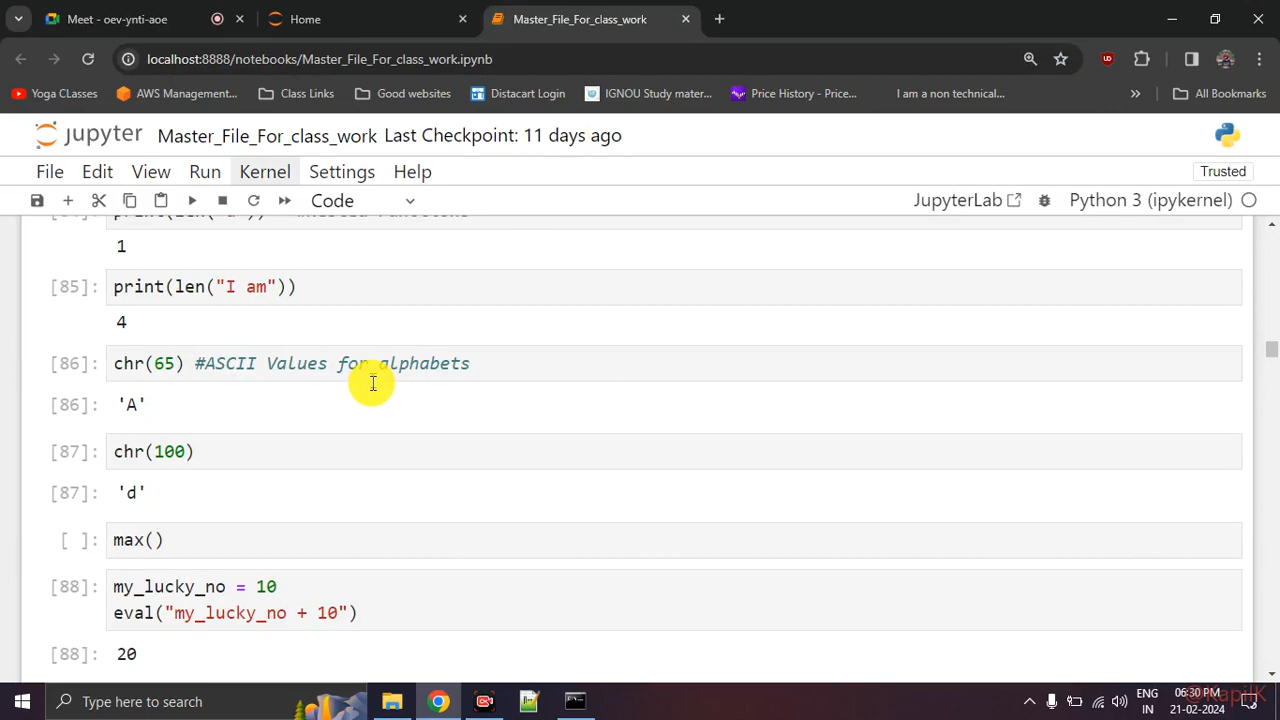 Meet - oev-ynti-aoe
Home
Master_File_For_class_work
localhost:8888/notebooks/Master_File_For_class_work.ipynb
Yoga CLasses
AWS Management...
Class Links
Good websites
Distacart Login
IGNOU Study mater...
Price History - Price...
I am a non technical...
All Bookmarks
jupyter Master_File_For_class_work Last Checkpoint: 11 days ago
File Edit View Run Kernel Settings Help
Trusted
Code
JupyterLab
Python 3 (ipykernel)
1
[85]: print(len("I am"))
4
[86]: chr(65) #ASCII Values for alphabets
[86]: 'A'
[87]: chr(100)
[87]: 'd'
[ ]: max()
[88]: my_lucky_no = 10
eval("my_lucky_no + 10")
[88]: 20
Type here to search
ENG
IN
06:30 PM
21-02-2024
@KapilK